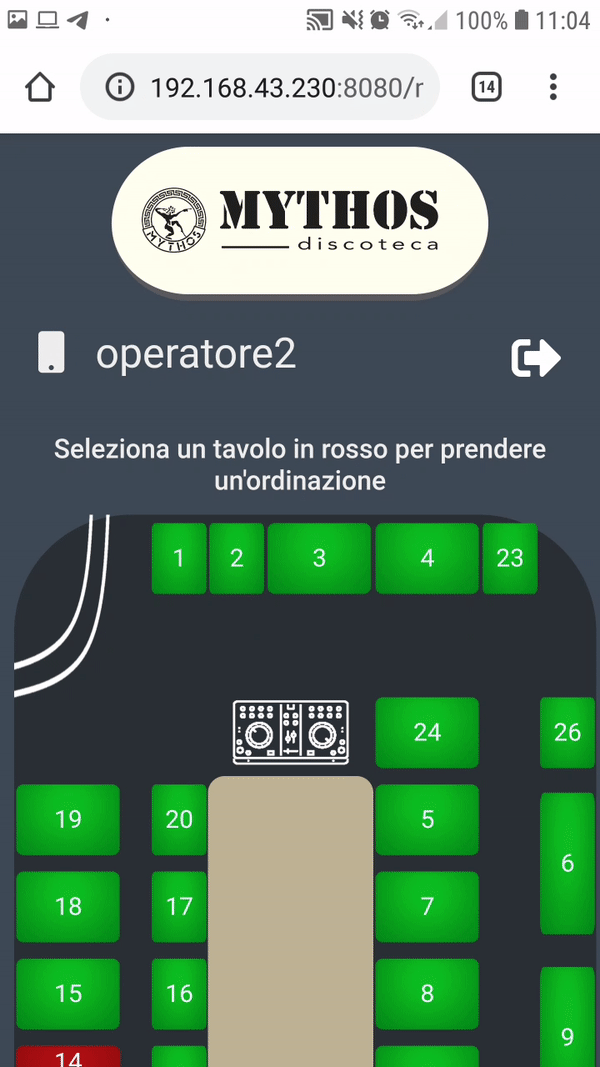 100% 11:04
192.168.43.230:8080/r
14
MYTHOS
MYTHOS
discoteca
operatore2
Seleziona un tavolo in rosso per prendere
un'ordinazione
1 2 3 4 23
24 26
19 20 5
6
18 17 7
15 16 8
9
14